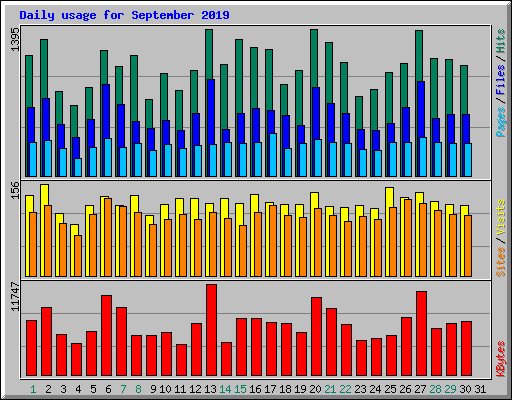 Daily usage for September 2019
1395
Pages / Files / Hits
156
Sites / Visits
11747
KBytes
1 2 3 4 5 6 7 8 9 10 11 12 13 14 15 16 17 18 19 20 21 22 23 24 25 26 27 28 29 30 31